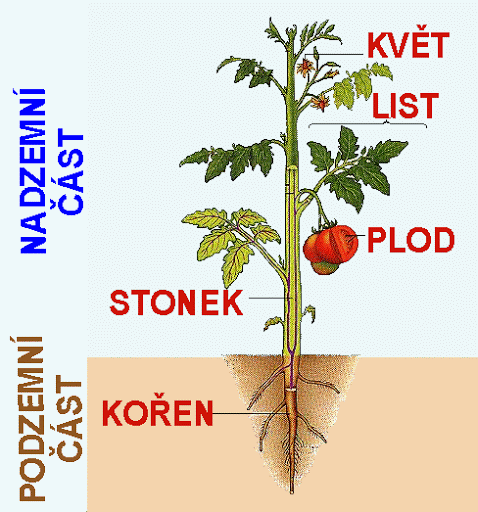 KVĚT
LIST
NADZEMNÍ
ČÁST
PLOD
STONEK
PODZEMNÍ
ČÁST
KOŘEN